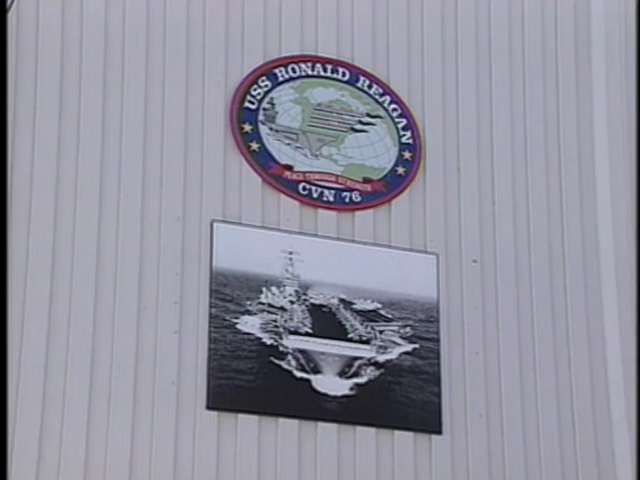 USS RONALD REAGAN
PEACE THROUGH STRENGTH
CVN 76